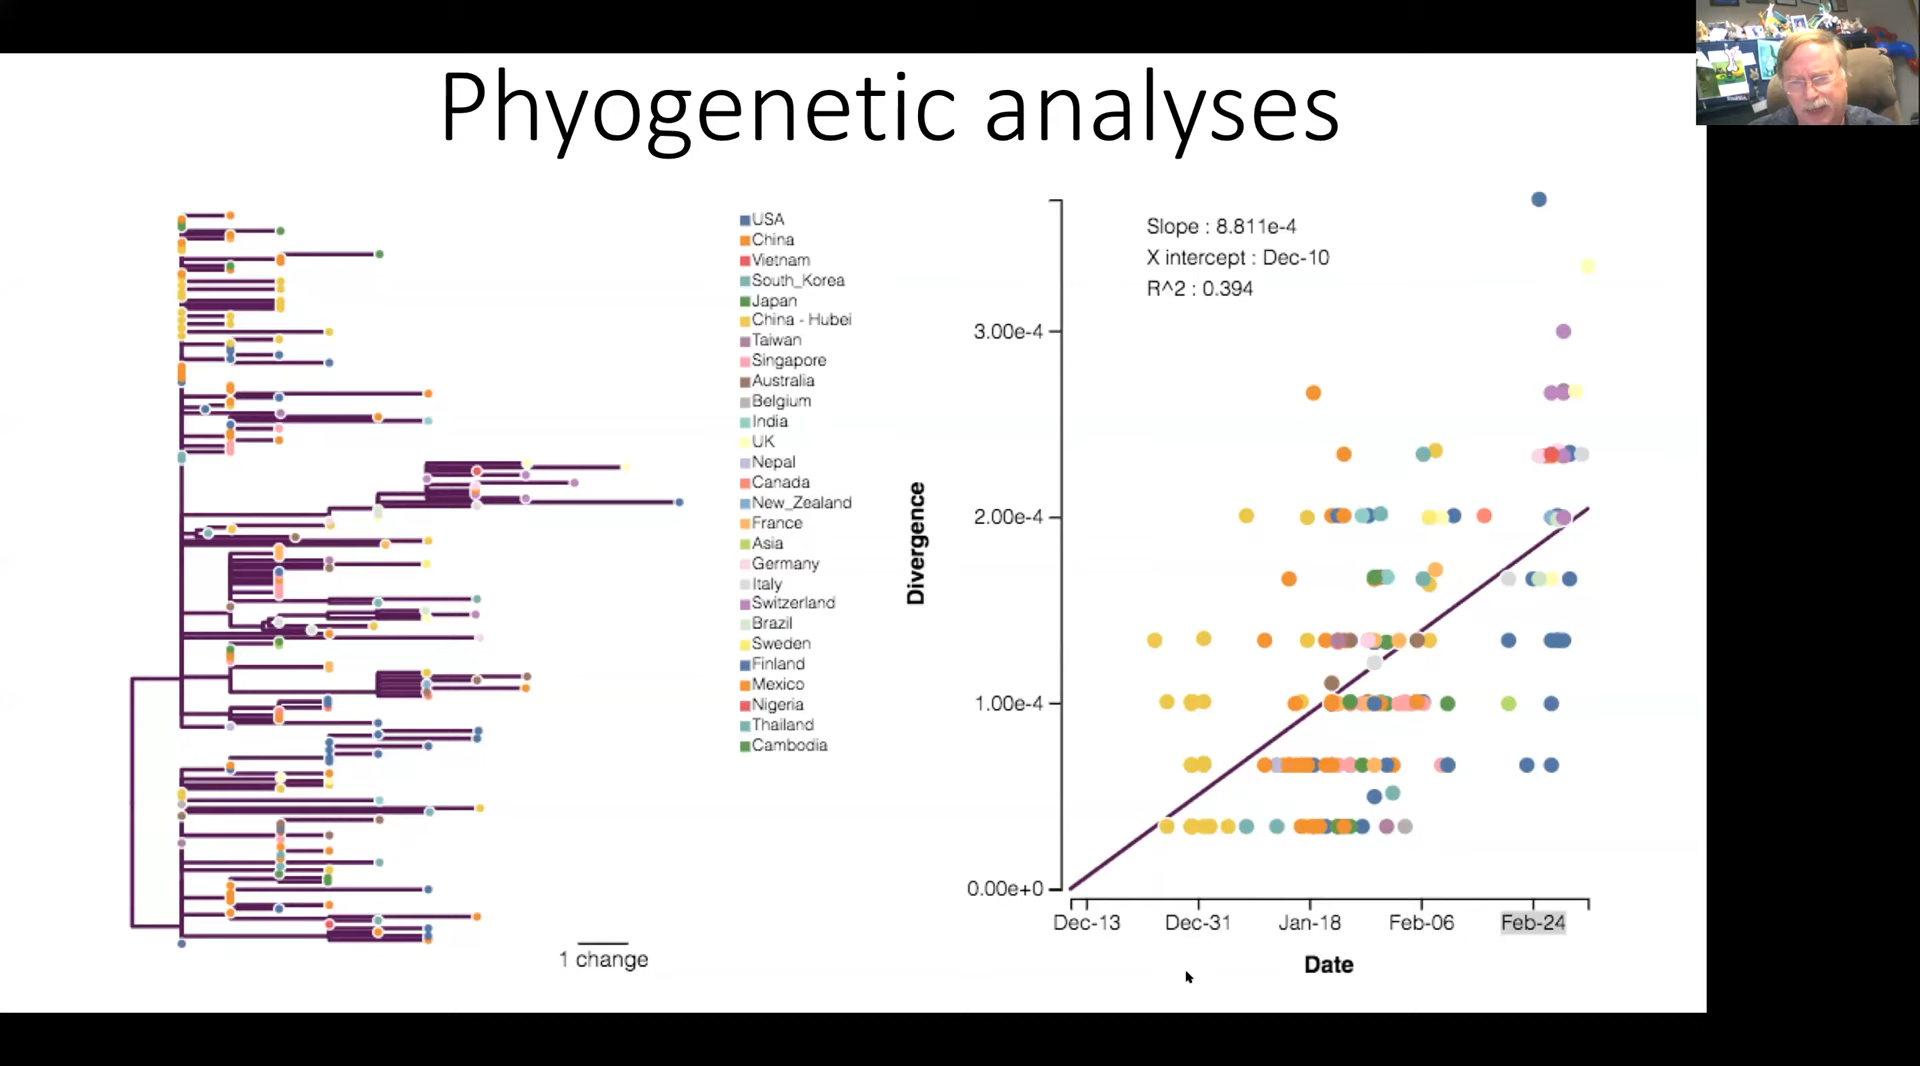 Phyogenetic analyses
USA
China
Vietnam
South_Korea
Japan
China - Hubei
Taiwan
Singapore
Australia
Belgium
India
UK
Nepal
Canada
New_Zealand
France
Asia
Germany
Italy
Switzerland
Brazil
Sweden
Finland
Mexico
Nigeria
Thailand
Cambodia
1 change
Slope : 8.811e-4
X intercept : Dec-10
R^2 : 0.394
Divergence
3.00e-4
2.00e-4
1.00e-4
0.00e+0
Dec-13 Dec-31 Jan-18 Feb-06 Feb-24
Date